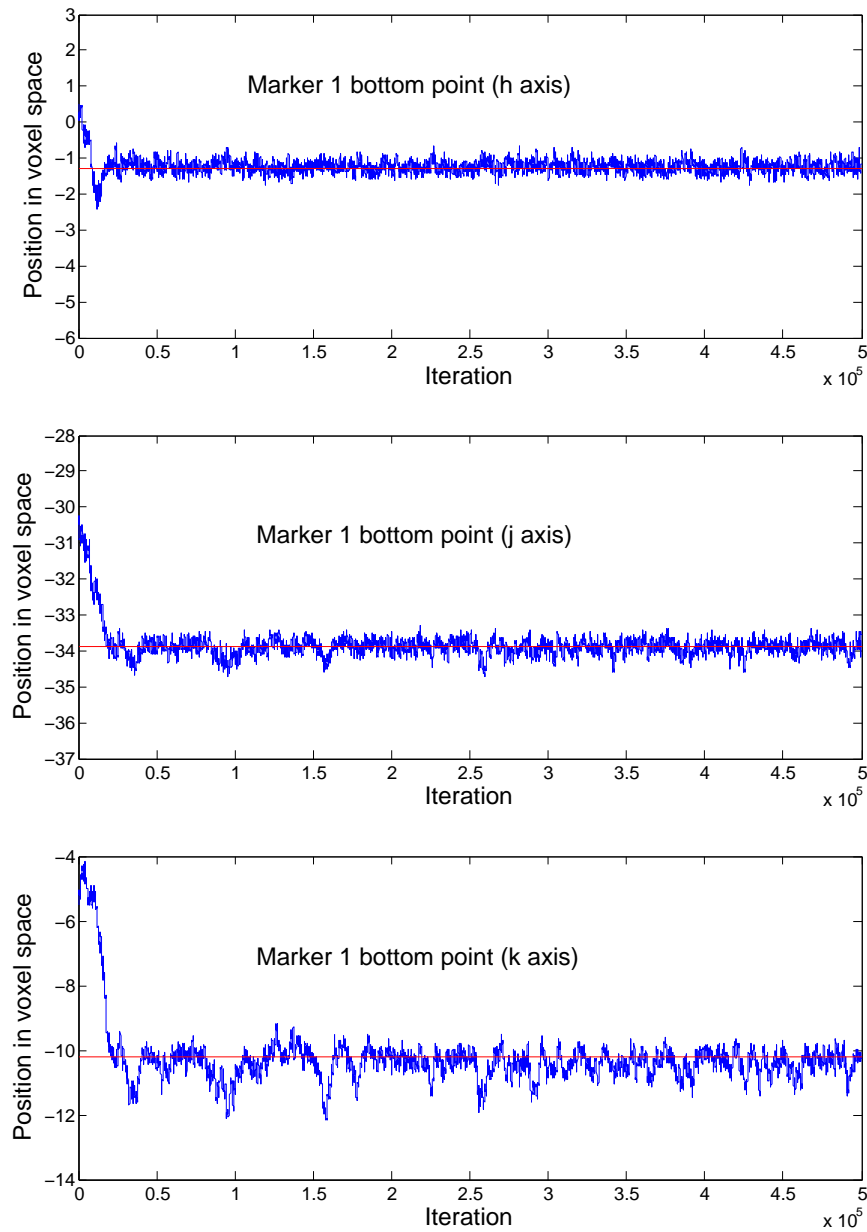 3
2
1
0
−1
−2
−3
−4
−5
−6
Position in voxel space
Marker 1 bottom point (h axis)
0 0.5 1 1.5 2 2.5 3 3.5 4 4.5 5
Iteration
x 10^5
−28
−29
−30
−31
−32
−33
−34
−35
−36
−37
Position in voxel space
Marker 1 bottom point (j axis)
0 0.5 1 1.5 2 2.5 3 3.5 4 4.5 5
Iteration
x 10^5
−4
−6
−8
−10
−12
−14
Position in voxel space
Marker 1 bottom point (k axis)
0 0.5 1 1.5 2 2.5 3 3.5 4 4.5 5
Iteration
x 10^5